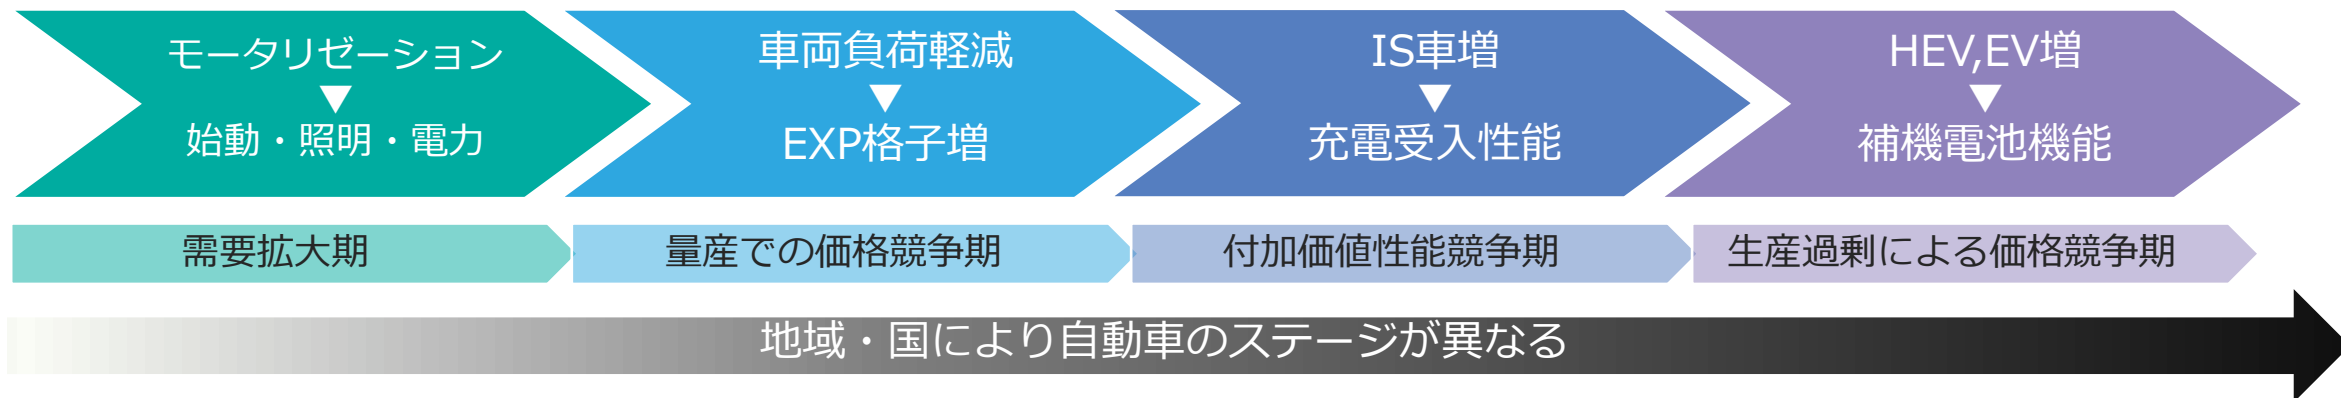 モータリゼーション
▼
始動・照明・電力
車両負荷軽減
▼
EXP格子増
IS車増
▼
充電受入性能
HEV,EV増
▼
補機電池機能
需要拡大期
量産での価格競争期
付加価値性能競争期
生産過剰による価格競争期
地域・国により自動車のステージが異なる